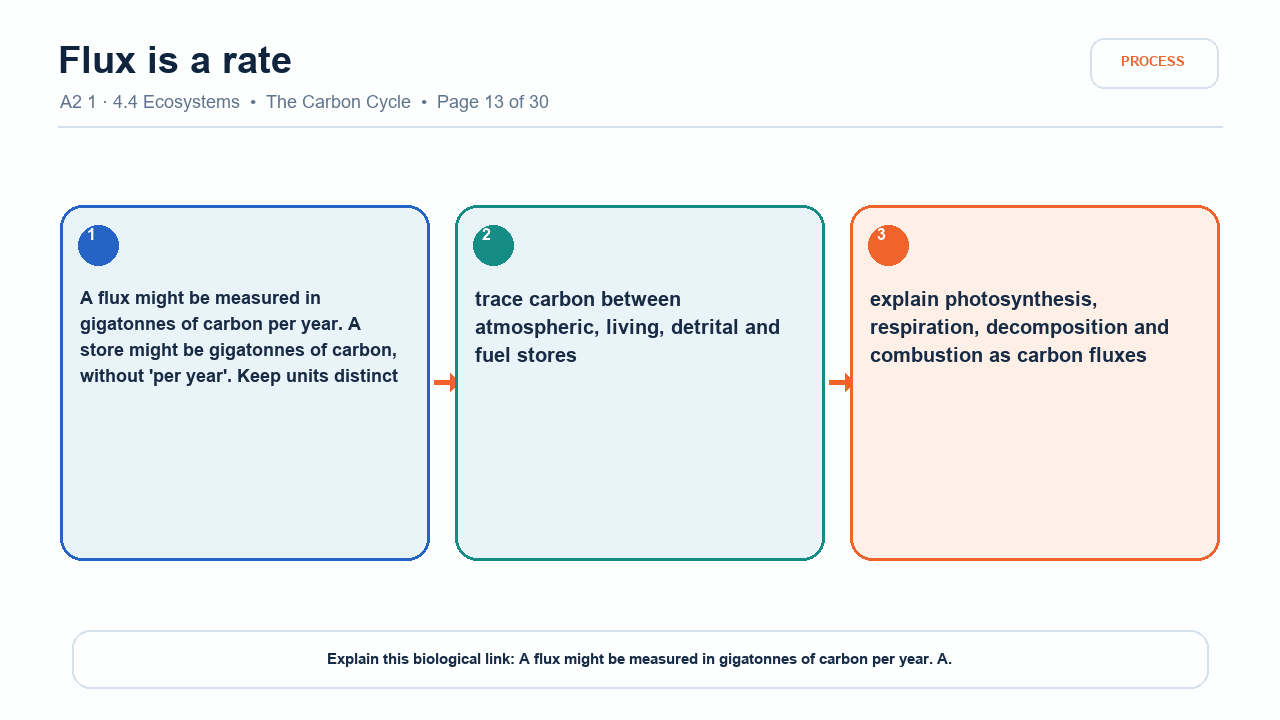 Flux is a rate
PROCESS
A2 1 · 4.4 Ecosystems • The Carbon Cycle • Page 13 of 30
1
A flux might be measured in
gigatonnes of carbon per year. A
store might be gigatonnes of carbon,
without 'per year'. Keep units distinct
2
trace carbon between
atmospheric, living, detrital and
fuel stores
3
explain photosynthesis,
respiration, decomposition and
combustion as carbon fluxes
Explain this biological link: A flux might be measured in gigatonnes of carbon per year. A.